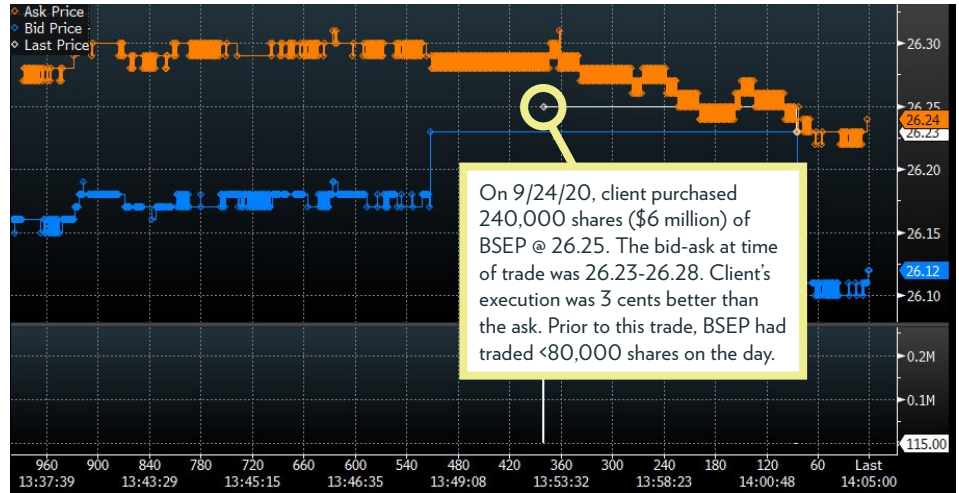 Ask Price
Bid Price
Last Price
26.30
26.25
26.24
26.23
26.20
26.15
26.12
26.10
On 9/24/20, client purchased
240,000 shares ($6 million) of
BSEP @ 26.25. The bid-ask at time
of trade was 26.23-26.28. Client’s
execution was 3 cents better than
the ask. Prior to this trade, BSEP had
traded <80,000 shares on the day.
0.2M
0.1M
115.00
960 900 840 780 720 660 600 540 480 420 360 300 240 180 120 60 Last
13:37:39 13:43:29 13:45:15 13:46:35 13:49:08 13:53:32 13:58:23 14:00:48 14:05:00